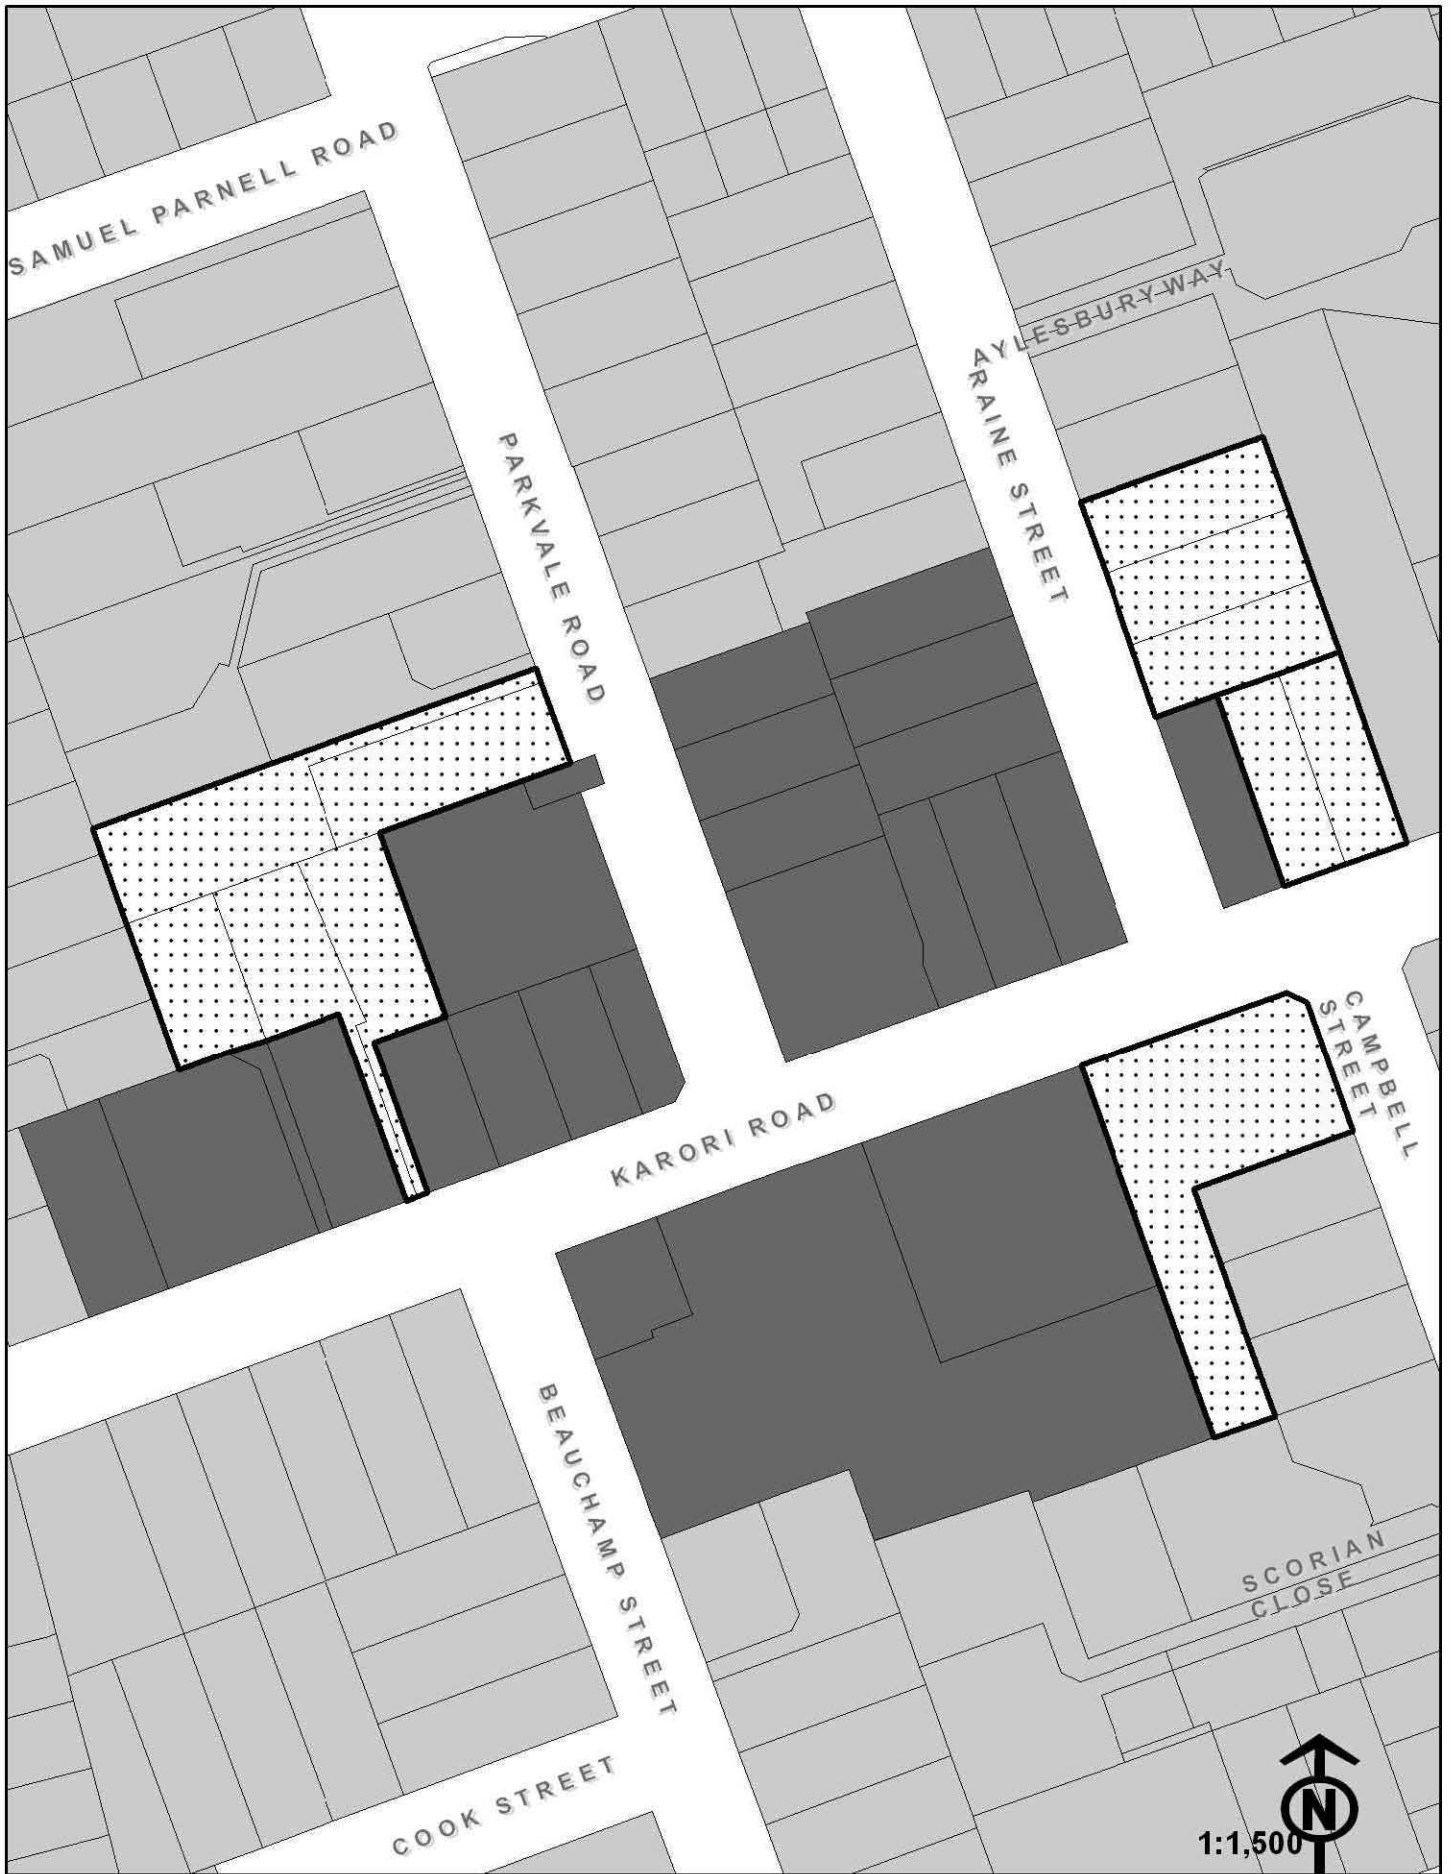 SAMUEL PARNELL ROAD
AYLESBURY WAY
RAINE STREET
PARKVALE ROAD
CAMPBELL
STREET
KARORI ROAD
BEAUCHAMP STREET
SCORIAN
CLOSE
COOK STREET
N
1:1,500